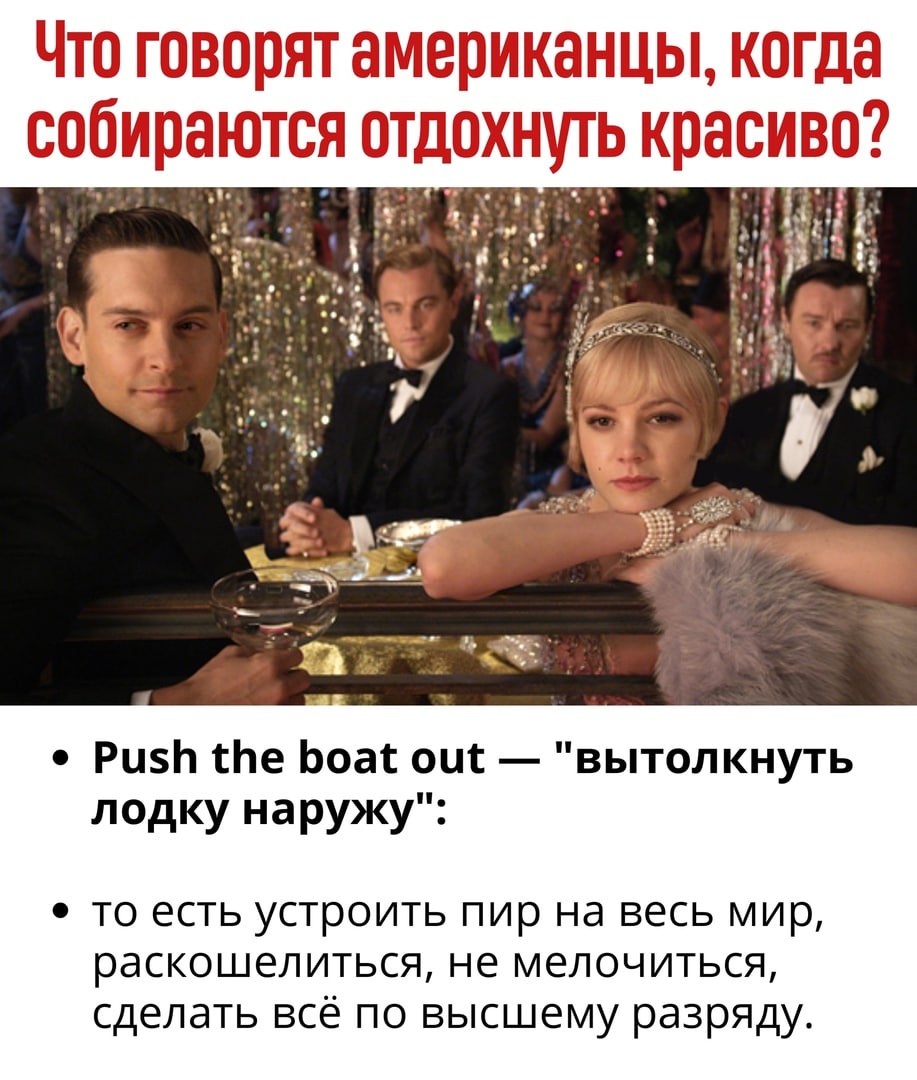 Что говорят американцы, когда
собираются отдохнуть красиво?
• Push the boat out — "вытолкнуть
лодку наружу":
• то есть устроить пир на весь мир,
раскошелиться, не мелочиться,
сделать всё по высшему разряду.